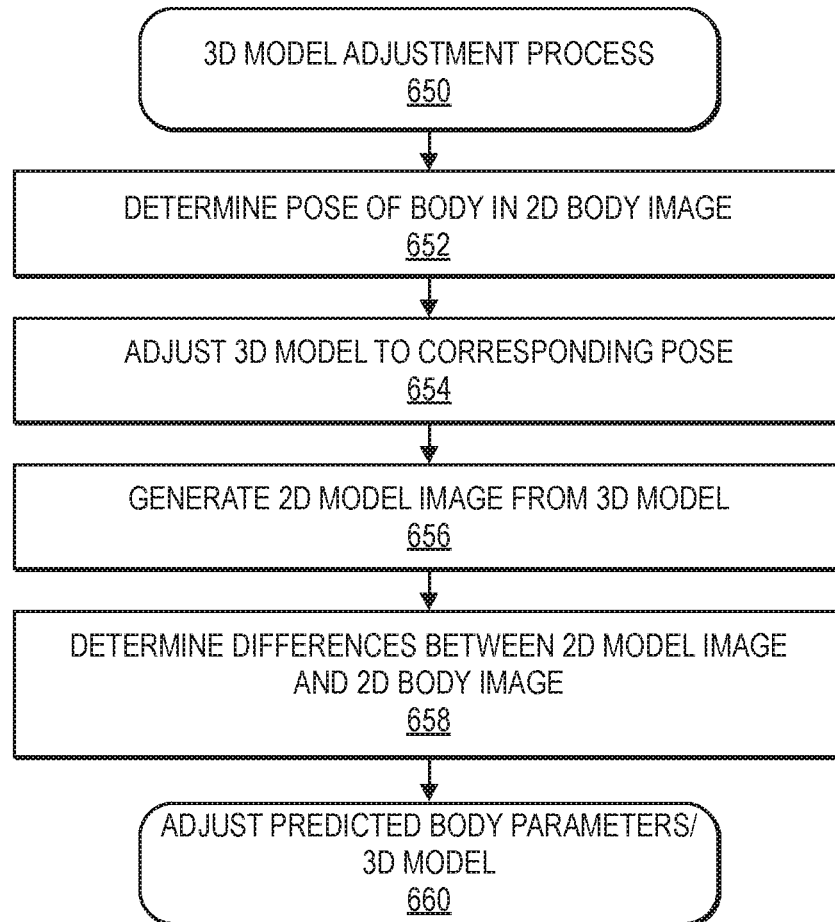 3D MODEL ADJUSTMENT PROCESS
650
DETERMINE POSE OF BODY IN 2D BODY IMAGE
652
ADJUST 3D MODEL TO CORRESPONDING POSE
654
GENERATE 2D MODEL IMAGE FROM 3D MODEL
656
DETERMINE DIFFERENCES BETWEEN 2D MODEL IMAGE
AND 2D BODY IMAGE
658
ADJUST PREDICTED BODY PARAMETERS/
3D MODEL
660